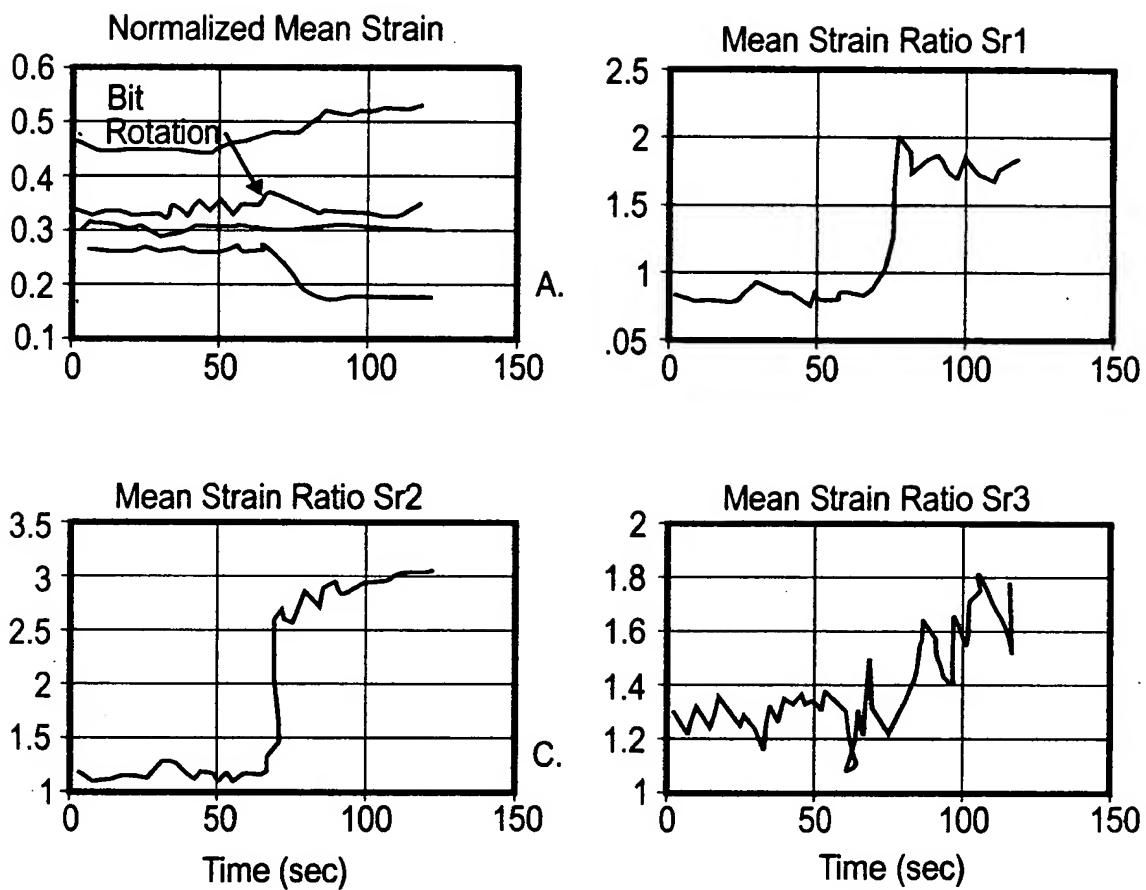 Normalized Mean Strain
0.6
0.5
0.4
0.3
0.2
0.1
Bit
Rotation
0 50 100 150
A.
Mean Strain Ratio Sr1
2.5
2
1.5
1
.05
0 50 100 150
Mean Strain Ratio Sr2
3.5
3
2.5
2
1.5
1
0 50 100 150
Time (sec)
C.
Mean Strain Ratio Sr3
2
1.8
1.6
1.4
1.2
1
0 50 100 150
Time (sec)